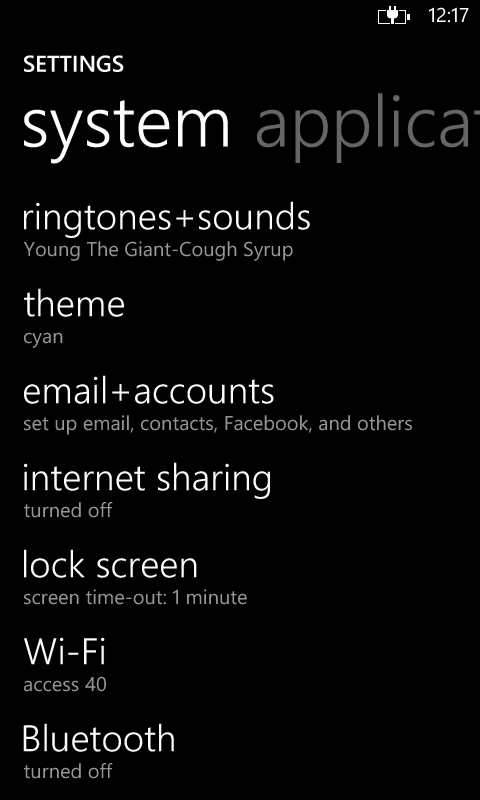 12:17
SETTINGS
system applicat
ringtones+sounds
Young The Giant-Cough Syrup
theme
cyan
email+accounts
set up email, contacts, Facebook, and others
internet sharing
turned off
lock screen
screen time-out: 1 minute
Wi-Fi
access 40
Bluetooth
turned off